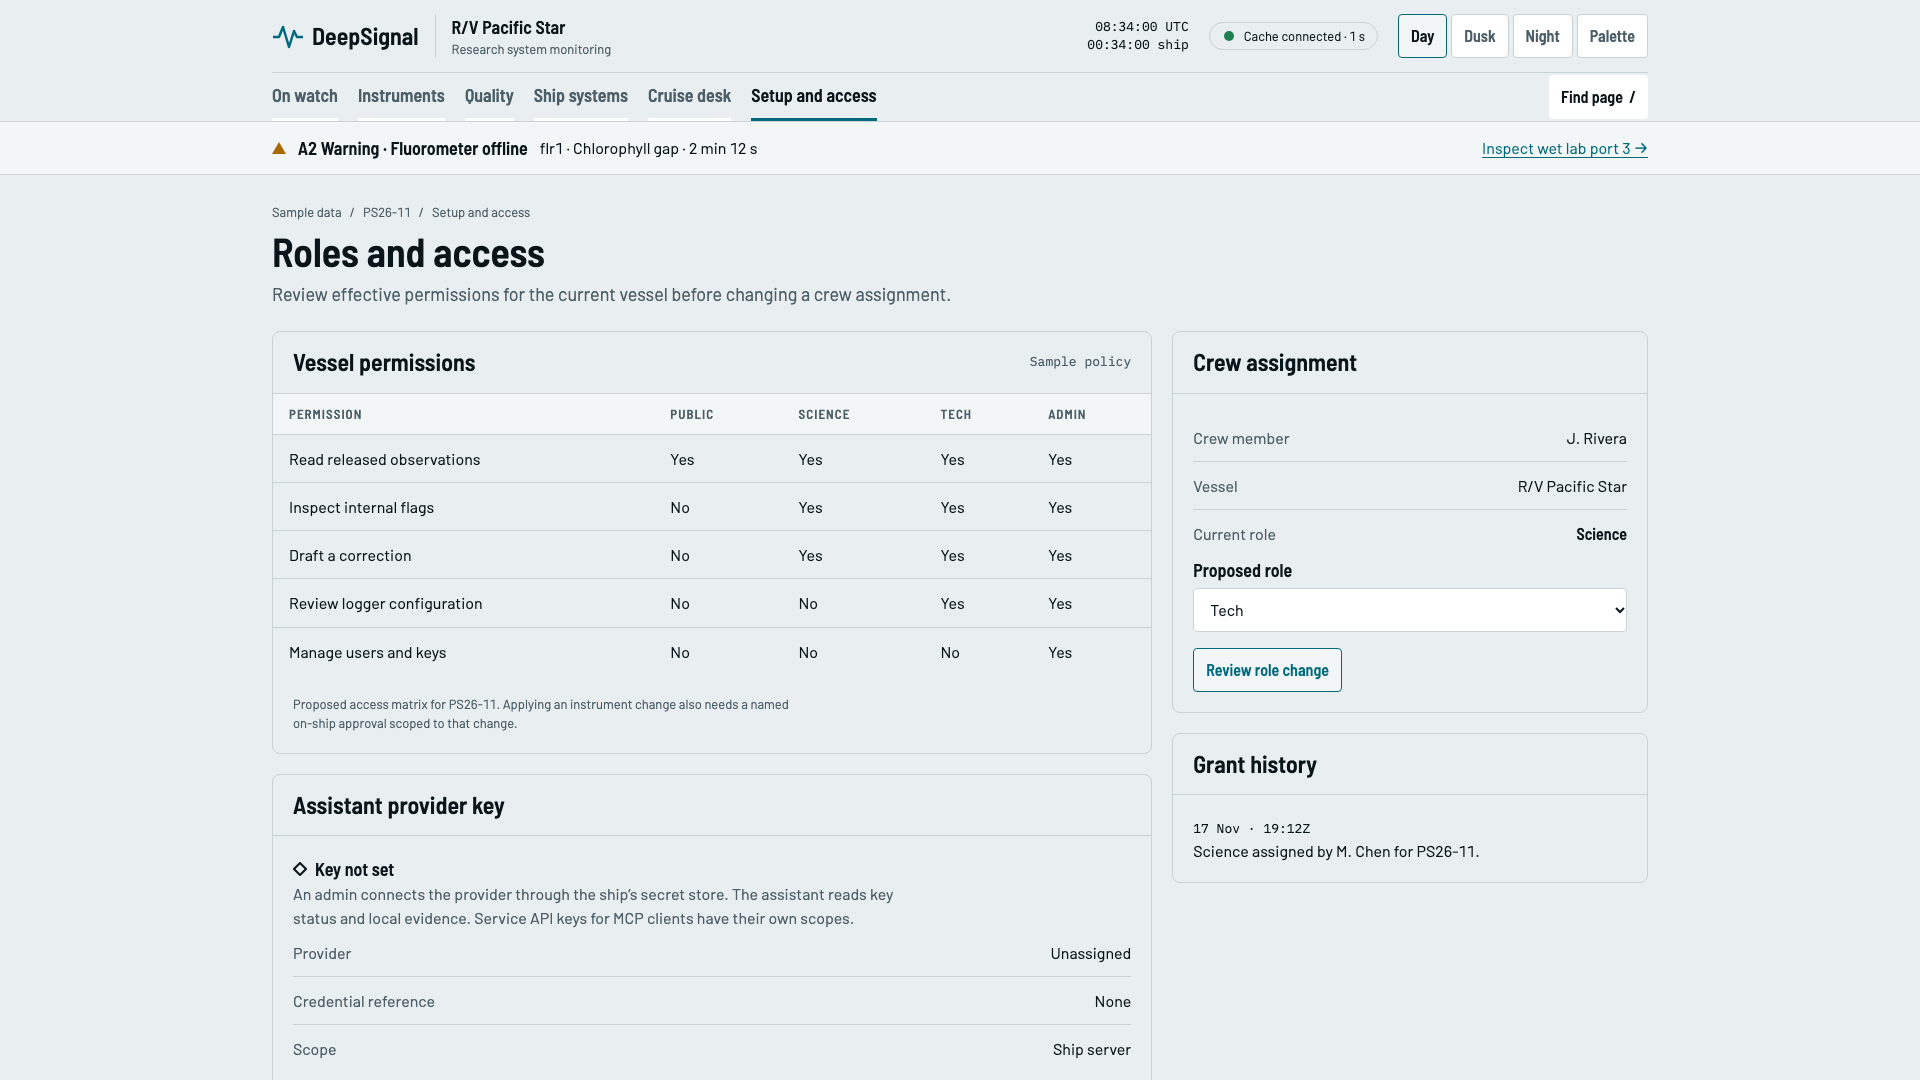 DeepSignal
R/V Pacific Star
Research system monitoring
08:34:00 UTC
00:34:00 ship
Cache connected · 1 s
Day
Dusk
Night
Palette
On watch
Instruments
Quality
Ship systems
Cruise desk
Setup and access
Find page /
A2 Warning · Fluorometer offline flr1 · Chlorophyll gap · 2 min 12 s
Inspect wet lab port 3 →
Sample data / PS26-11 / Setup and access
Roles and access
Review effective permissions for the current vessel before changing a crew assignment.
Vessel permissions
Sample policy
PERMISSION PUBLIC SCIENCE TECH ADMIN
Read released observations Yes Yes Yes Yes
Inspect internal flags No Yes Yes Yes
Draft a correction No Yes Yes Yes
Review logger configuration No No Yes Yes
Manage users and keys No No No Yes
Proposed access matrix for PS26-11. Applying an instrument change also needs a named
on-ship approval scoped to that change.
Assistant provider key
Key not set
An admin connects the provider through the ship’s secret store. The assistant reads key
status and local evidence. Service API keys for MCP clients have their own scopes.
Provider Unassigned
Credential reference None
Scope Ship server
Crew assignment
Crew member J. Rivera
Vessel R/V Pacific Star
Current role Science
Proposed role
Tech
Review role change
Grant history
17 Nov · 19:12Z
Science assigned by M. Chen for PS26-11.